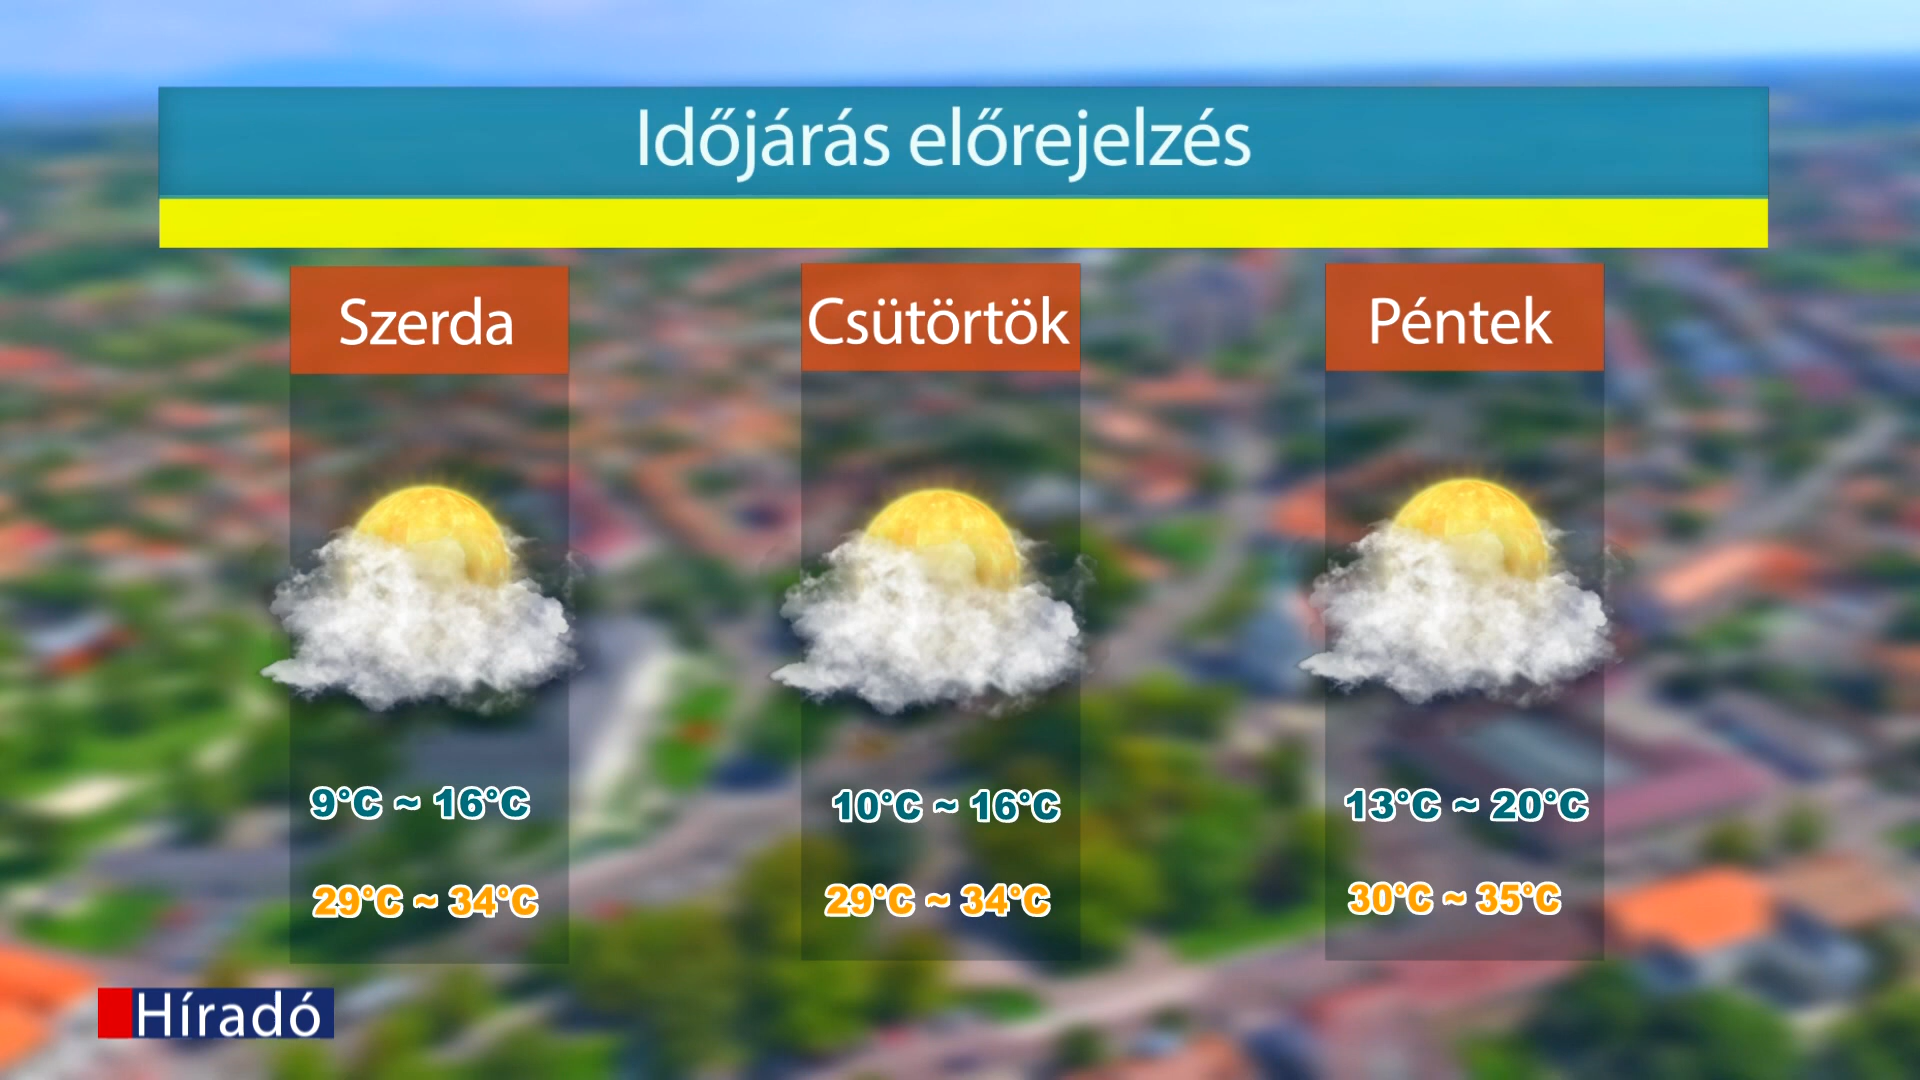 Időjárás előrejelzés
Szerda
Csütörtök
Péntek
9°C ~ 16°C
10°C ~ 16°C
13°C ~ 20°C
29°C ~ 34°C
29°C ~ 34°C
30°C ~ 35°C
Híradó